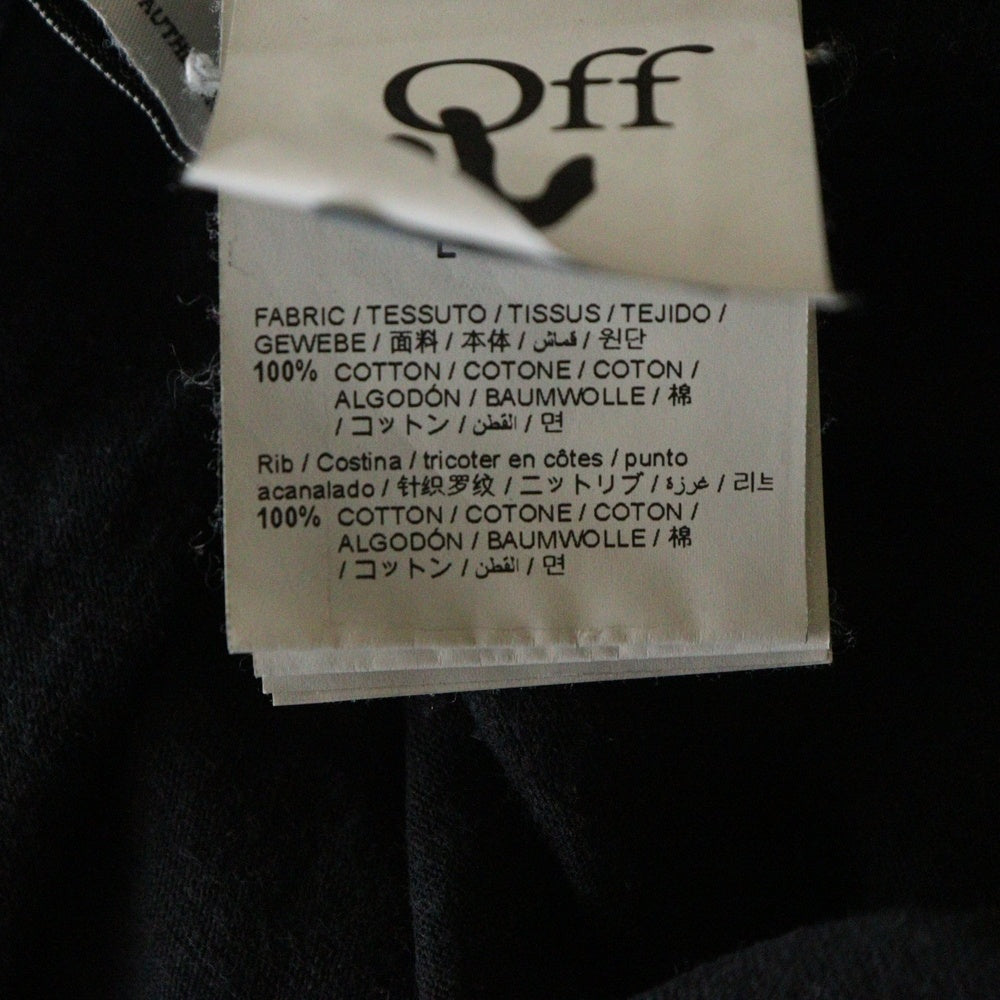 AUTH
Off
L
FABRIC / TESSUTO / TISSUS / TEJIDO /
GEWEBE / 面料 / 本体 / قماش / 원단
100% COTTON / COTONE / COTON /
ALGODÓN / BAUMWOLLE / 棉
/ コットン / القطن / 면
Rib / Costina / tricoter en côtes / punto
acanalado / 针织罗纹 / ニットリブ / غرزة / 리브
100% COTTON / COTONE / COTON /
ALGODÓN / BAUMWOLLE / 棉
/ コットン / القطن / 면